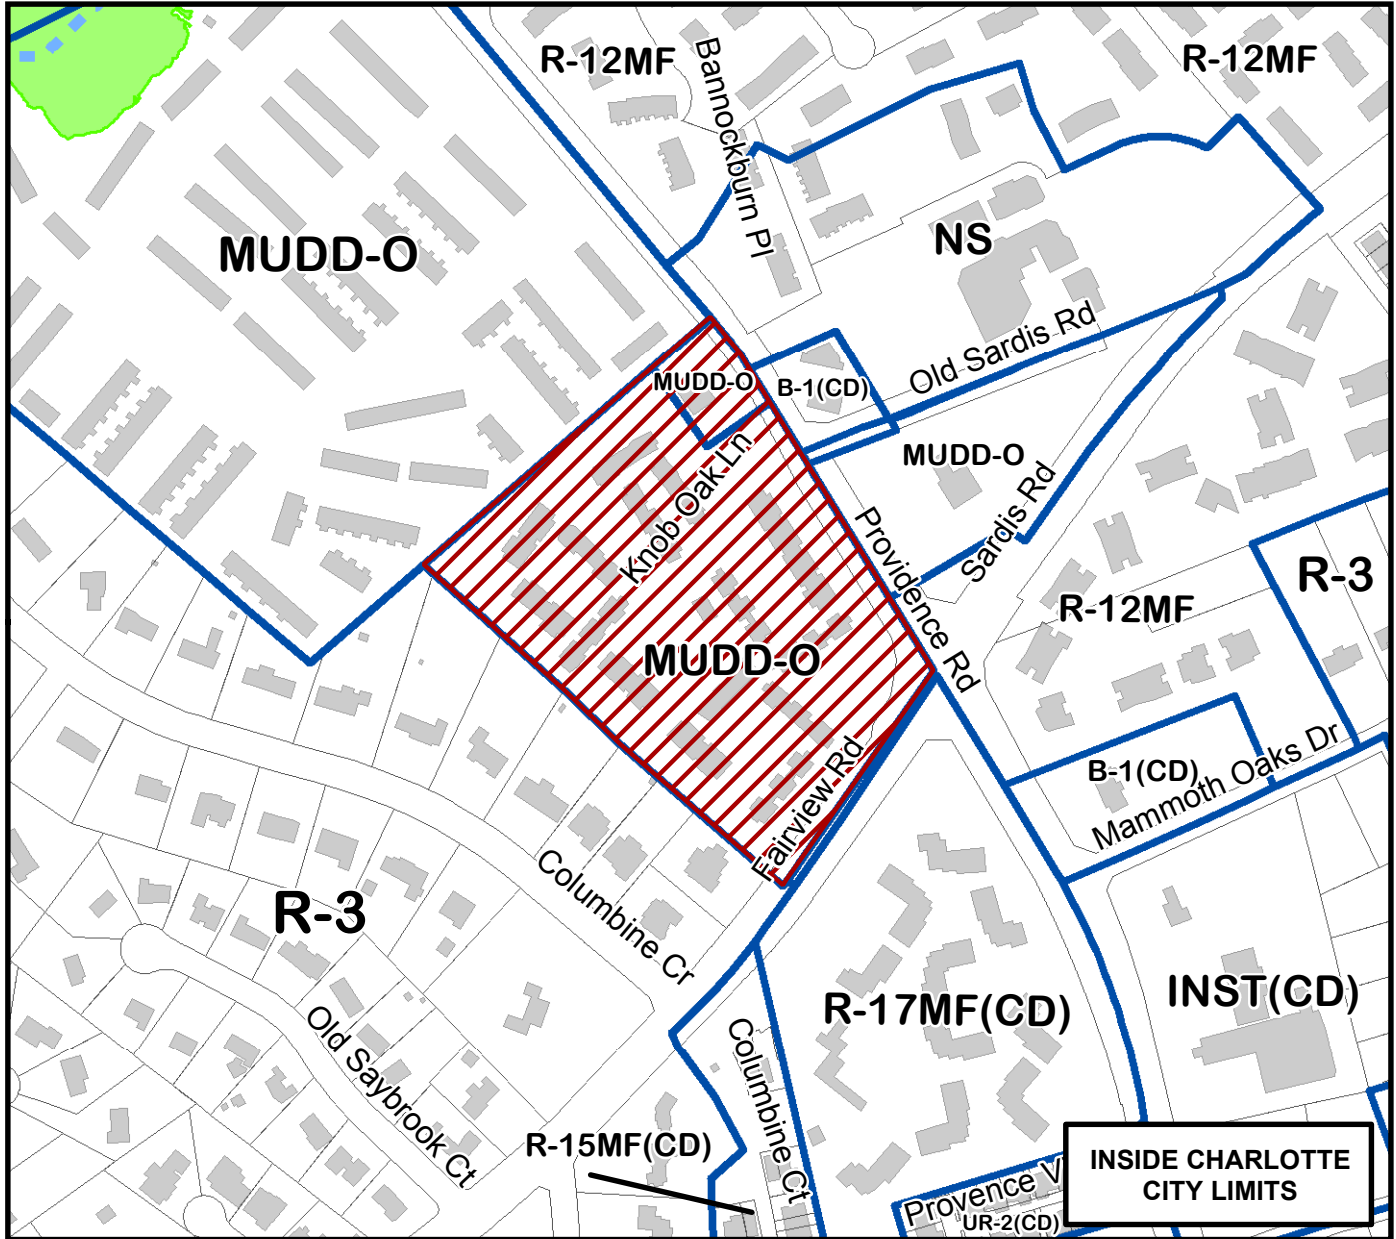 R-12MF
Bannockburn Pl
R-12MF
MUDD-O
NS
Old Sardis Rd
MUDD-O
B-1(CD)
Knob Oak Ln
MUDD-O
Sardis Rd
Providence Rd
R-3
R-12MF
MUDD-O
Fairview Rd
B-1(CD)
Mammoth Oaks Dr
Columbine Cr
R-3
R-17MF(CD)
INST(CD)
Old Saybrook Ct
Columbine Ct
R-15MF(CD)
Provence V
UR-2(CD)
INSIDE CHARLOTTE
CITY LIMITS